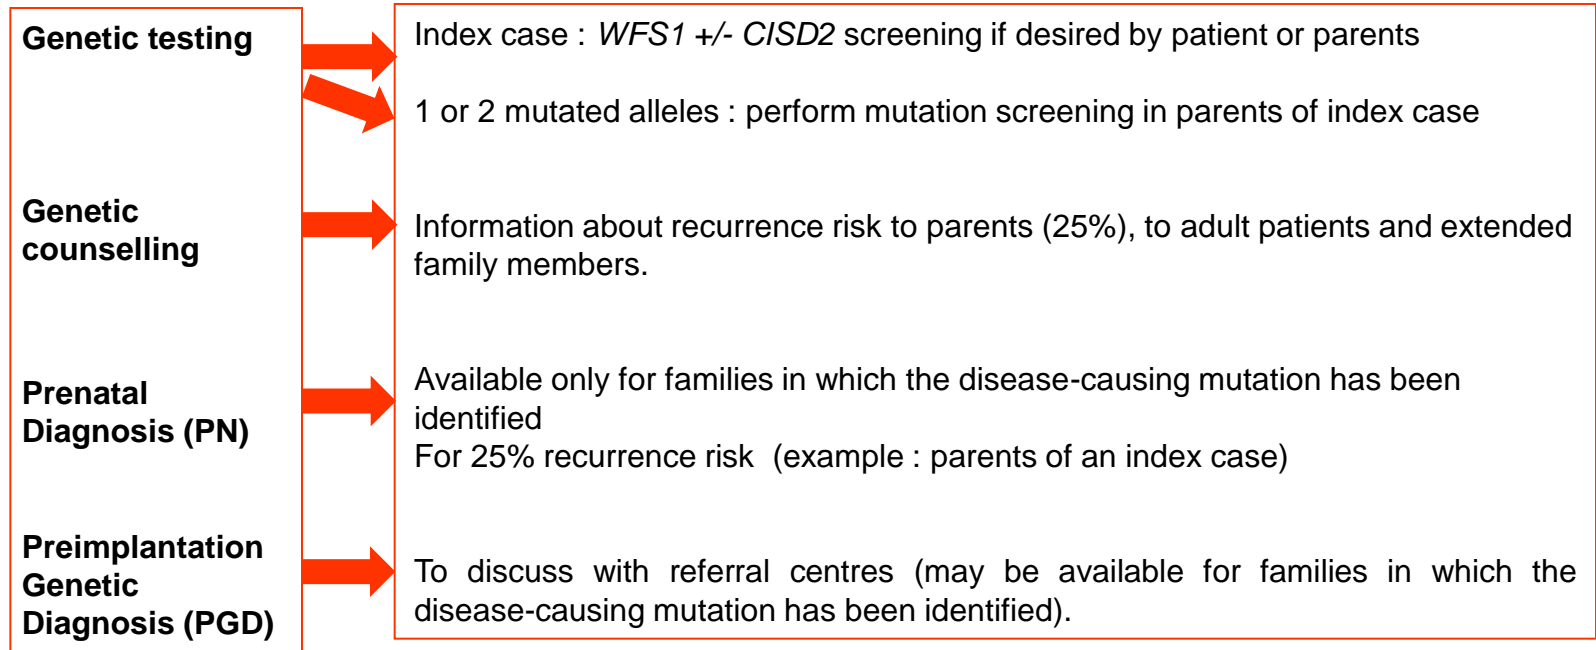 Genetic testing
Index case : WFS1 +/- CISD2 screening if desired by patient or parents
1 or 2 mutated alleles : perform mutation screening in parents of index case
Genetic
counselling
Information about recurrence risk to parents (25%), to adult patients and extended
family members.
Prenatal
Diagnosis (PN)
Available only for families in which the disease-causing mutation has been
identified
For 25% recurrence risk (example : parents of an index case)
Preimplantation
Genetic
Diagnosis (PGD)
To discuss with referral centres (may be available for families in which the
disease-causing mutation has been identified).